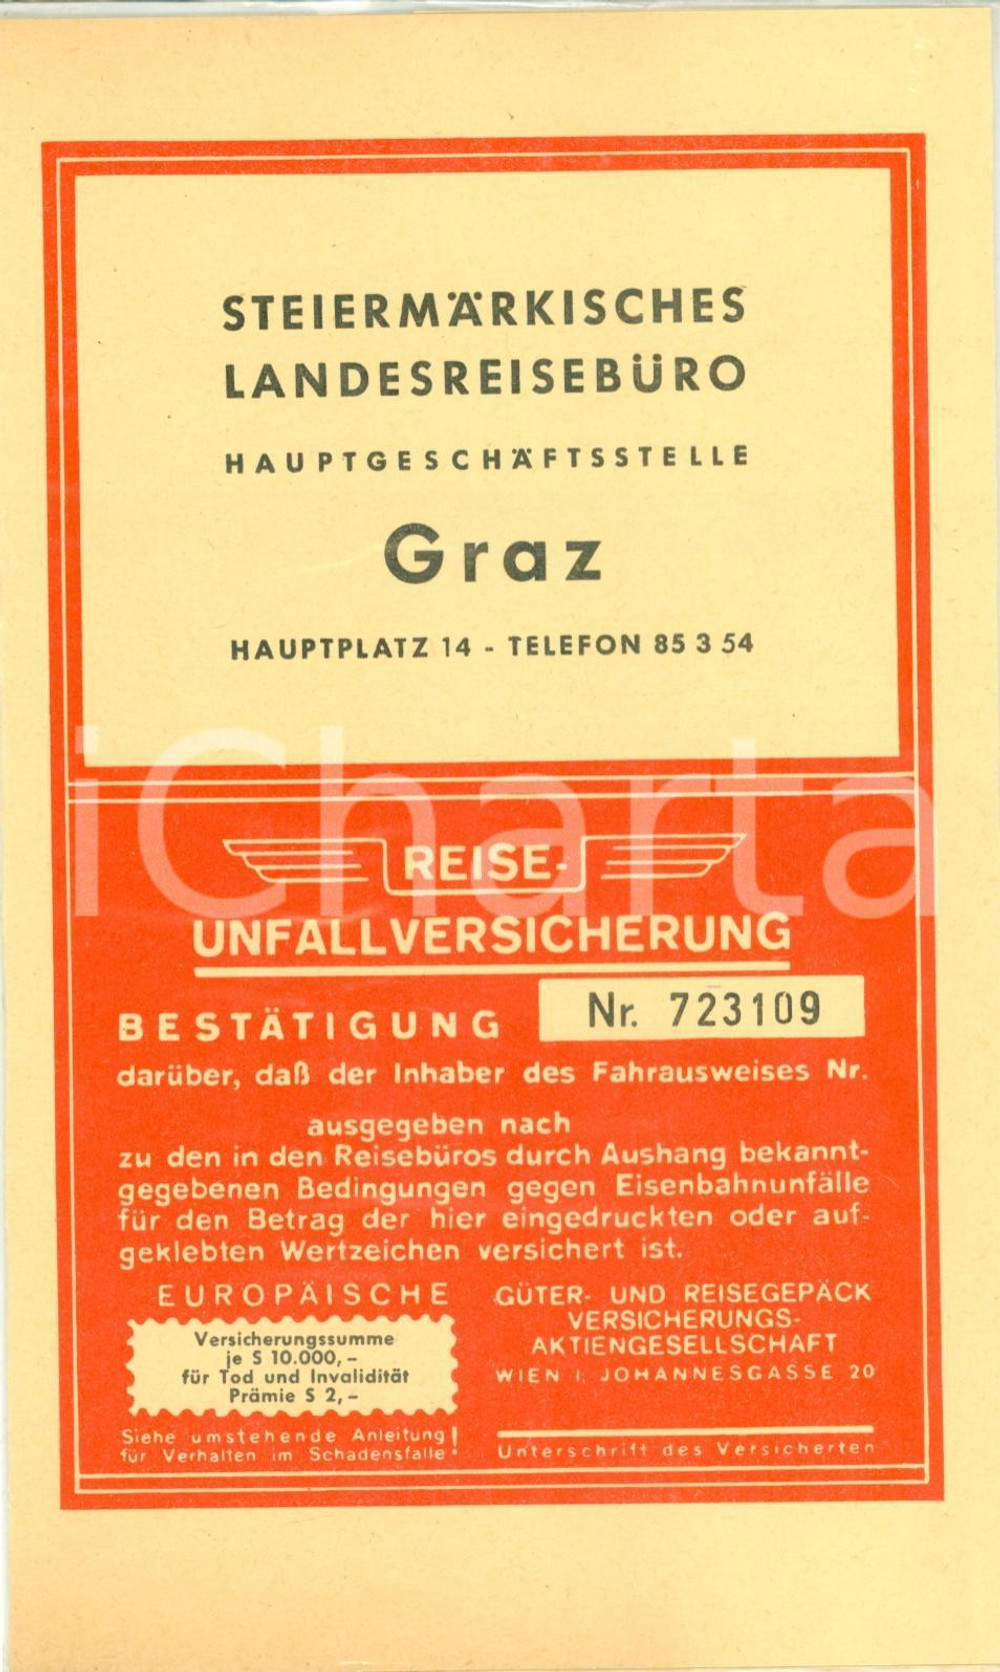 STEIERMÄRKISCHES
LANDESREISEBÜRO
HAUPTGESCHÄFTSSTELLE
Graz
HAUPTPLATZ 14 - TELEFON 85 3 54
iCharta
REISE-
UNFALLVERSICHERUNG
BESTÄTIGUNG
Nr. 723109
darüber, daß der Inhaber des Fahrausweises Nr.
ausgegeben nach
zu den in den Reisebüros durch Aushang bekannt-
gegebenen Bedingungen gegen Eisenbahnunfälle
für den Betrag der hier eingedruckten oder auf-
geklebten Wertzeichen versichert ist.
EUROPÄISCHE
GÜTER- UND REISEGEPÄCK
VERSICHERUNGS-
AKTIENGESELLSCHAFT
WIEN I, JOHANNESGASSE 20
Versicherungssumme
je S 10.000,–
für Tod und Invalidität
Prämie S 2,–
Siehe umstehende Anleitung!
für Verhalten im Schadensfalle
Unterschrift des Versicherten